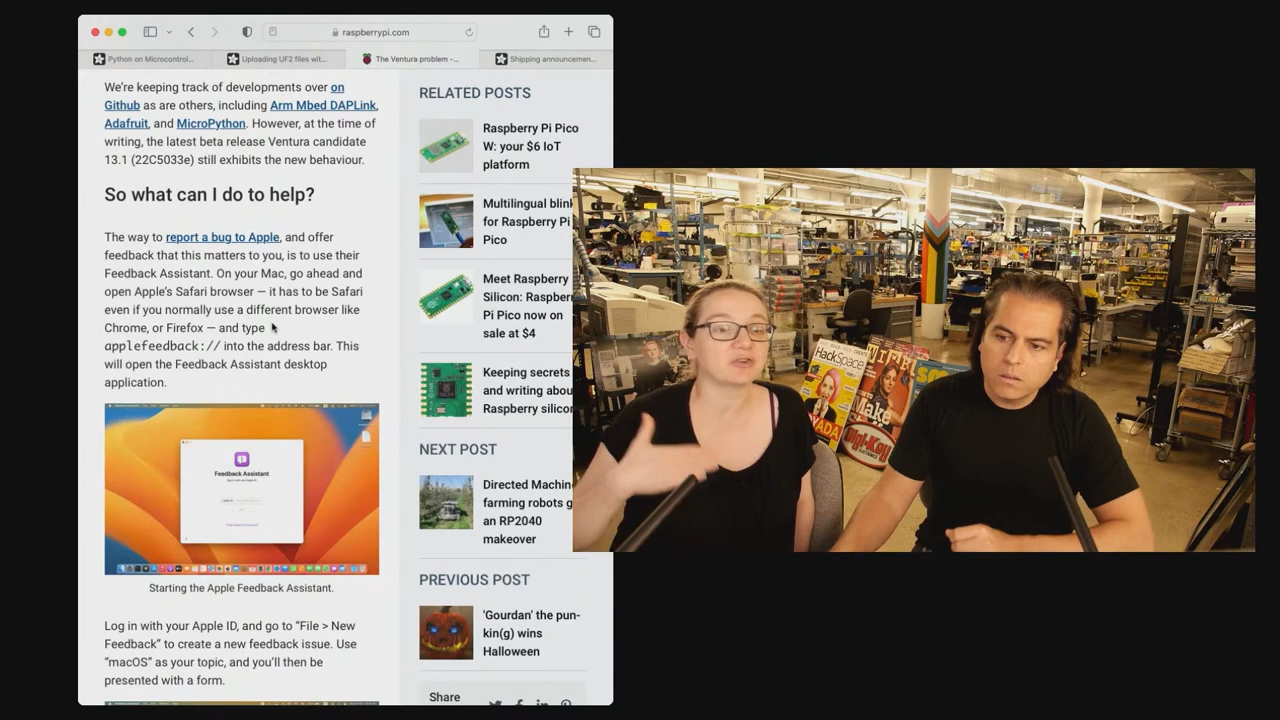 raspberrypi.com
Python on Microcontrol...
Uploading UF2 files wit...
The Ventura problem -...
Shipping announcemen...
We're keeping track of developments over on
Github as are others, including Arm Mbed DAPLink,
Adafruit, and MicroPython. However, at the time of
writing, the latest beta release Ventura candidate
13.1 (22C5033e) still exhibits the new behaviour.
So what can I do to help?
The way to report a bug to Apple, and offer
feedback that this matters to you, is to use their
Feedback Assistant. On your Mac, go ahead and
open Apple's Safari browser — it has to be Safari
even if you normally use a different browser like
Chrome, or Firefox — and type
applefeedback:// into the address bar. This
will open the Feedback Assistant desktop
application.
Feedback Assistant
Starting the Apple Feedback Assistant.
Log in with your Apple ID, and go to “File > New
Feedback” to create a new feedback issue. Use
“macOS” as your topic, and you'll then be
presented with a form.
RELATED POSTS
Raspberry Pi Pico
W: your $6 IoT
platform
Multilingual blink
for Raspberry Pi
Pico
Meet Raspberry
Silicon: Raspberr
Pi Pico now on
sale at $4
Keeping secrets
and writing abou
Raspberry silicon
NEXT POST
Directed Machin
farming robots g
an RP2040
makeover
PREVIOUS POST
'Gourdan' the pun-
kin(g) wins
Halloween
Share
HackSpace
WIRED
Make
Digi-Key
ELECTRONICS